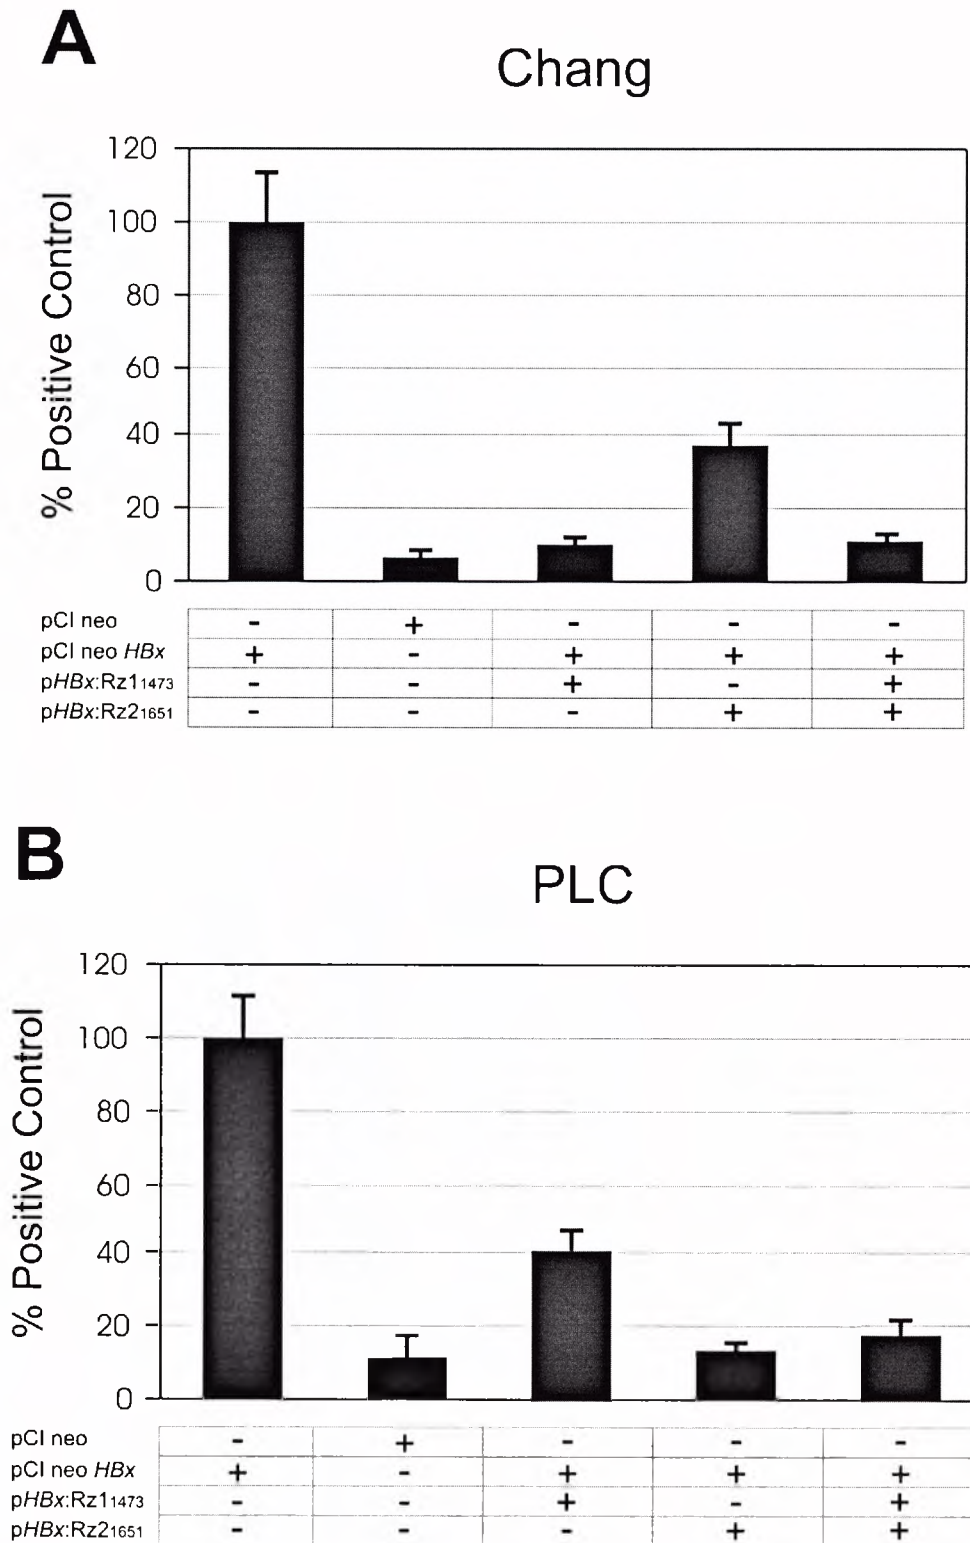 A
Chang
% Positive Control
120
100
80
60
40
20
0
pCI neo - + - - -
pCI neo HBx + - + + +
pHBx:Rz11473 - - + - +
pHBx:Rz21651 - - - + +
B
PLC
% Positive Control
120
100
80
60
40
20
0
pCI neo - + - - -
pCI neo HBx + - + + +
pHBx:Rz11473 - - + - +
pHBx:Rz21651 - - - + +